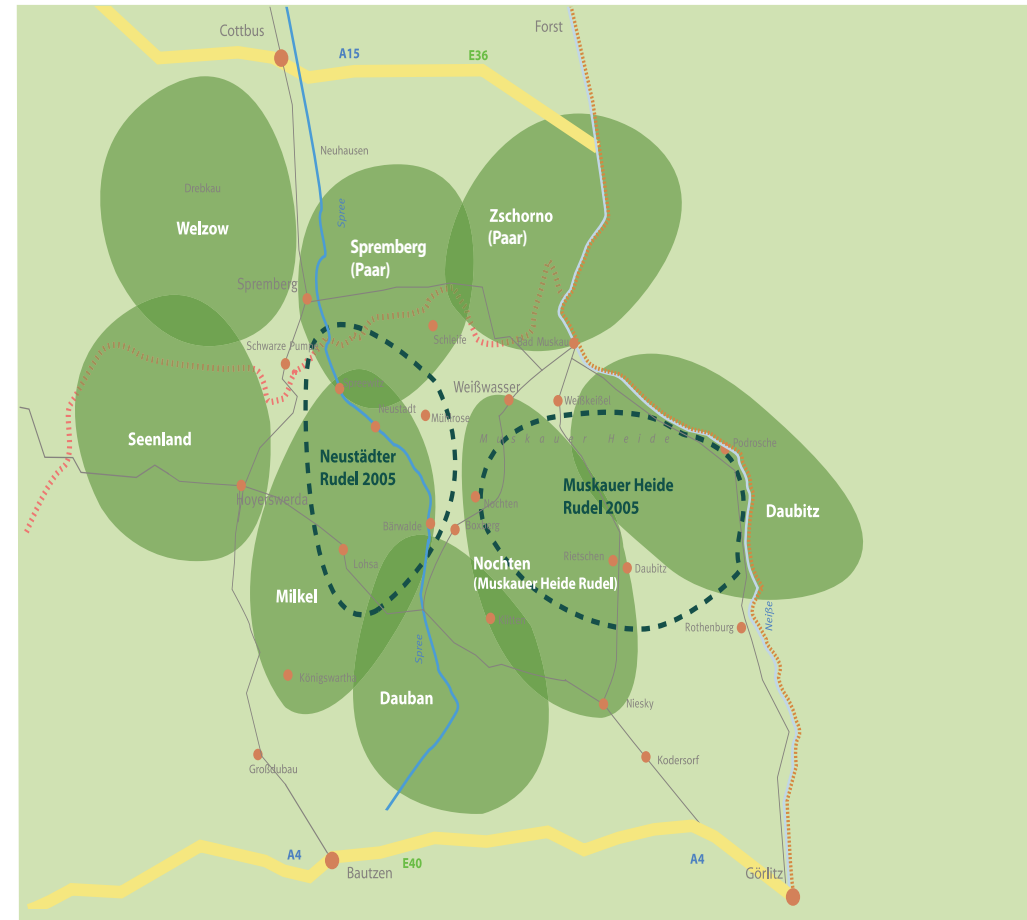 Cottbus
Forst
A15
E36
Neuhausen
Drebkau
Welzow
Spree
Zschorno
(Paar)
Spremberg
(Paar)
Spremberg
Schleife
Bad Muskau
Schwarze Pumpe
Weißwasser
Weißkeißel
Neustadt
Mühlrose
Seenland
Muskauer Heide
Podrosche
Neustädter
Rudel 2005
Muskauer Heide
Rudel 2005
Hoyerswerda
Nochten
Daubitz
Bärwalde
Boxberg
Lohsa
Nochten
(Muskauer Heide Rudel)
Rietschen
Daubitz
Milkel
Rothenburg
Neiße
Spree
Königswartha
Dauban
Niesky
Großdubau
Kodersorf
A4
E40
A4
Bautzen
Görlitz